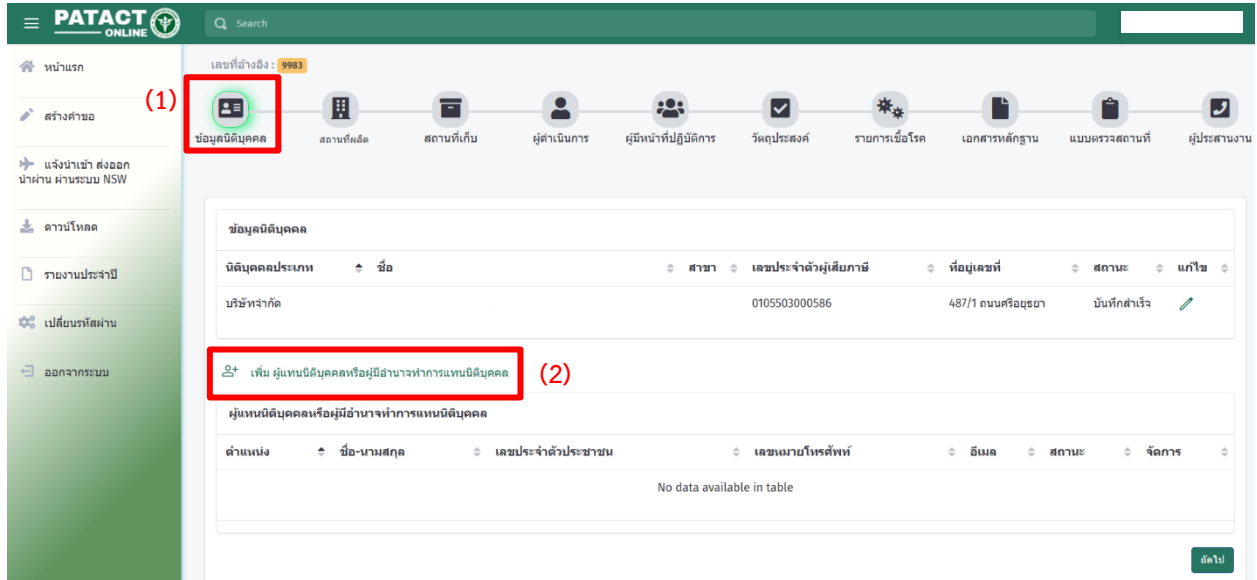 PATACT
ONLINE
Search
หน้าแรก
สร้างคำขอ
แจ้งนำเข้า ส่งออก
นำผ่าน ผ่านระบบ NSW
ดาวน์โหลด
รายงานประจำปี
เปลี่ยนรหัสผ่าน
ออกจากระบบ
เลขที่อ้างอิง : 9983
(1)
ข้อมูลนิติบุคคล สถานที่ผลิต สถานที่เก็บ ผู้ดำเนินการ ผู้มีหน้าที่ปฏิบัติการ วัตถุประสงค์ รายการเชื้อโรค เอกสารหลักฐาน แบบตรวจสถานที่ ผู้ประสานงาน
ข้อมูลนิติบุคคล
นิติบุคคลประเภท ชื่อ สาขา เลขประจำตัวผู้เสียภาษี ที่อยู่เลขที่ สถานะ แก้ไข
บริษัทจำกัด 0105503000586 487/1 ถนนศรีอยุธยา บันทึกสำเร็จ
เพิ่ม ผู้แทนนิติบุคคลหรือผู้มีอำนาจทำการแทนนิติบุคคล (2)
ผู้แทนนิติบุคคลหรือผู้มีอำนาจทำการแทนนิติบุคคล
ตำแหน่ง ชื่อ-นามสกุล เลขประจำตัวประชาชน เลขหมายโทรศัพท์ อีเมล สถานะ จัดการ
No data available in table
ถัดไป